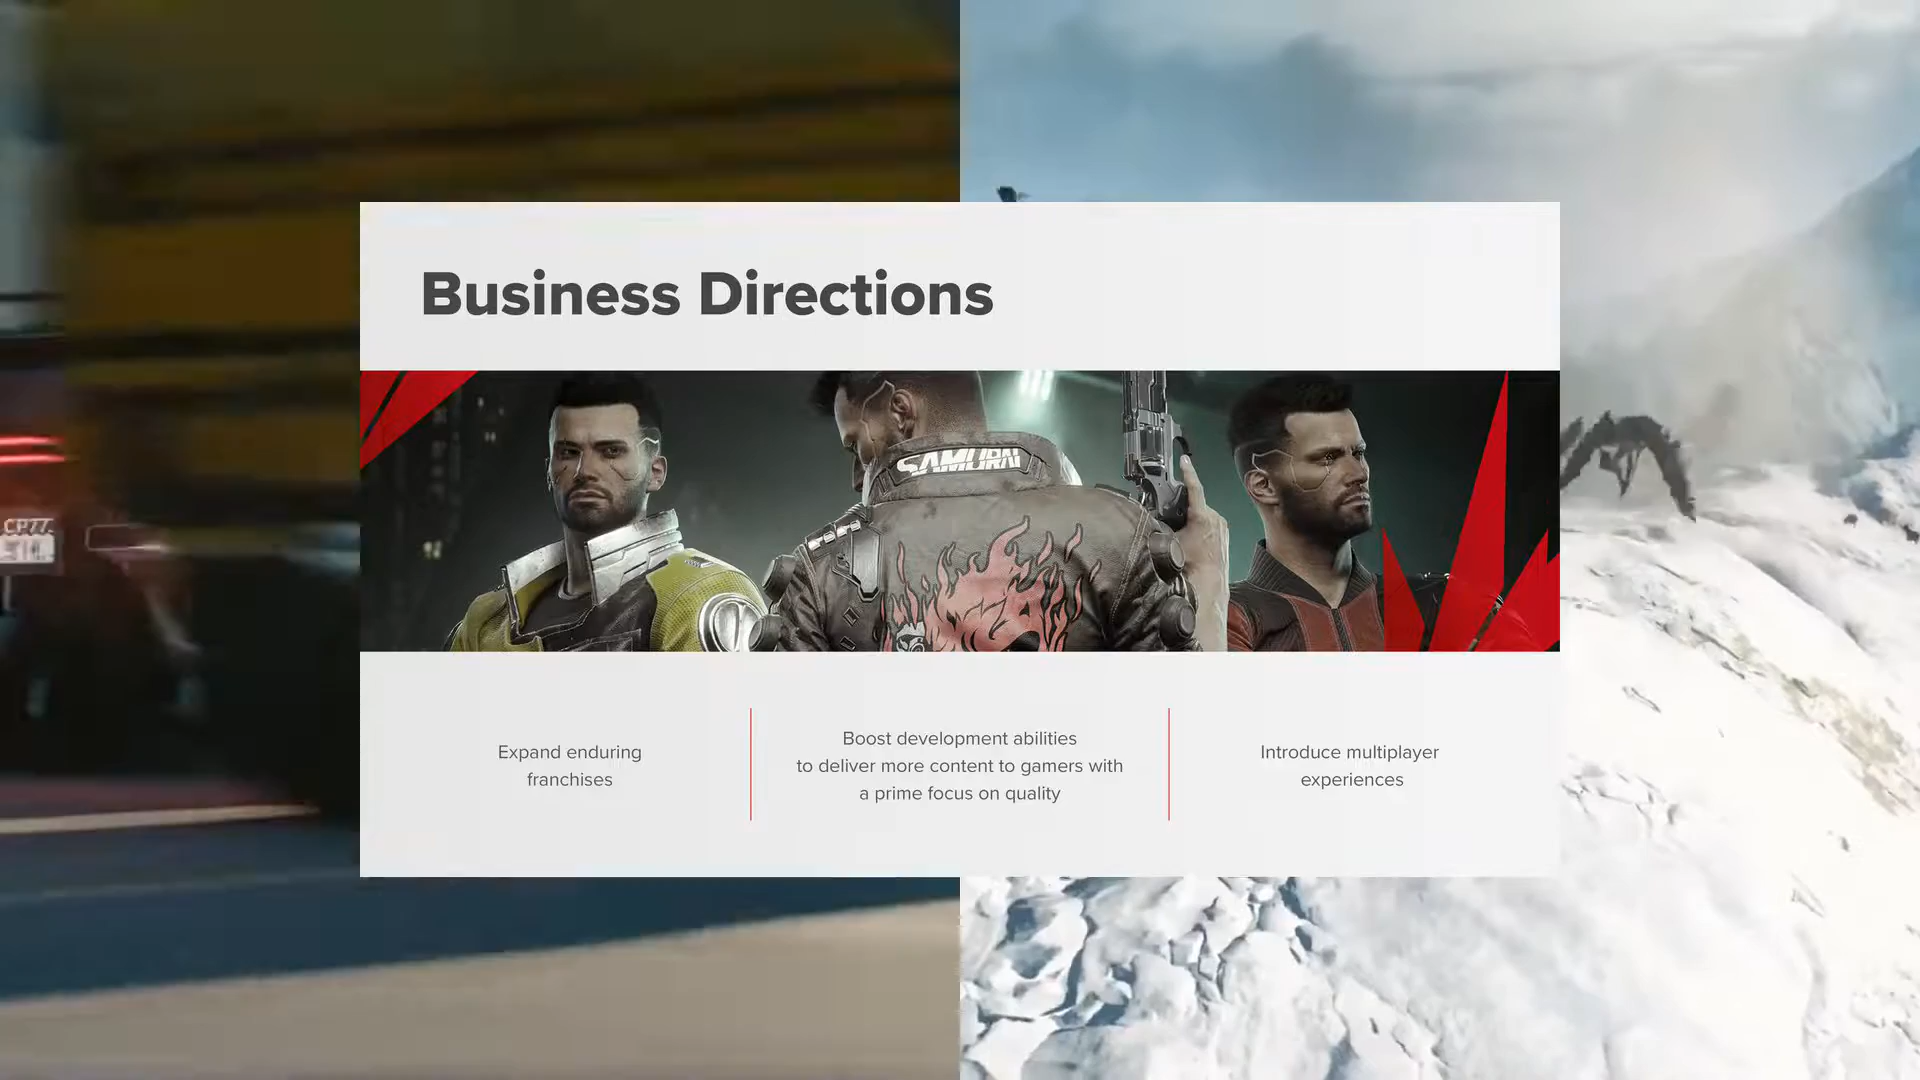 Business Directions
SAMURAI
CP77
Expand enduring
franchises
Boost development abilities
to deliver more content to gamers with
a prime focus on quality
Introduce multiplayer
experiences